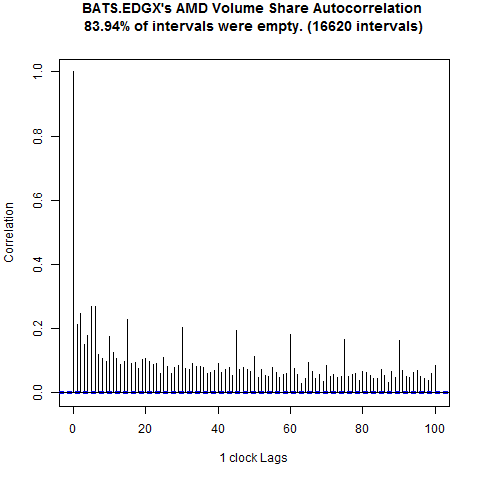 BATS.EDGX's AMD Volume Share Autocorrelation
83.94% of intervals were empty. (16620 intervals)
1.0
0.8
0.6
0.4
0.2
0.0
Correlation
0 20 40 60 80 100
1 clock Lags